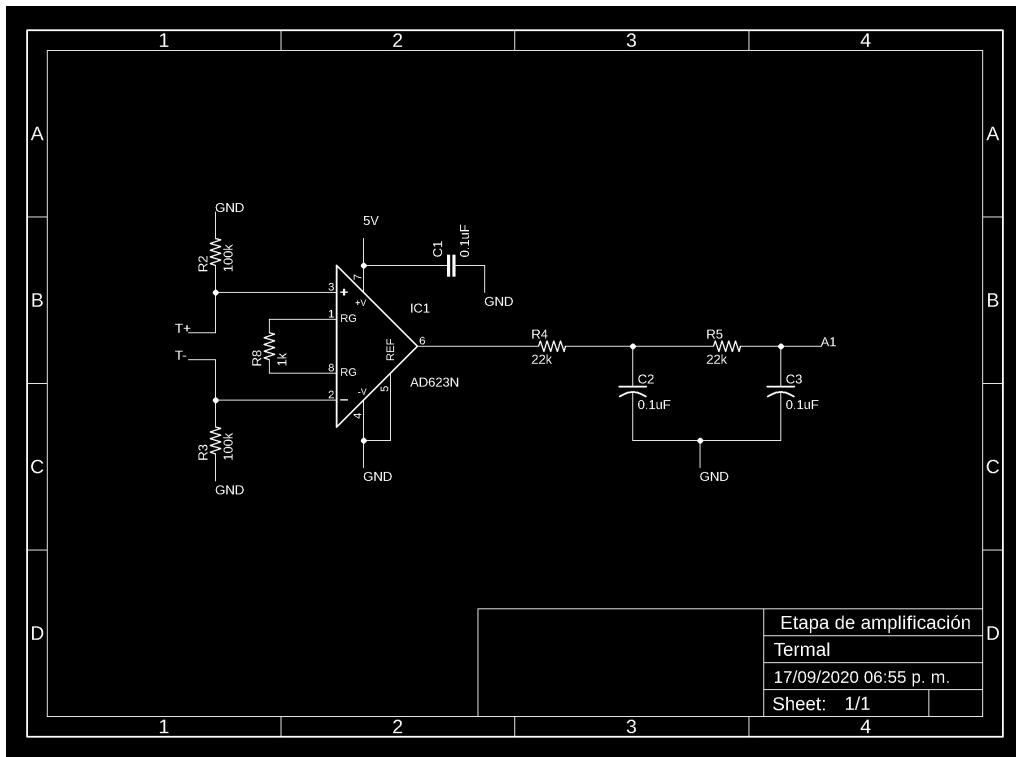 1 2 3 4
A A
GND
5V
R2 100k
C1 0.1uF
7
3 + +V
GND
B B
IC1
1 RG
T+
T-
R8 1k
REF
6
R4
22k
R5
22k
A1
8 RG
AD623N
5
2 - -V
4
C2
0.1uF
C3
0.1uF
R3 100k
GND
GND
GND
C C
D D
Etapa de amplificación
Termal
17/09/2020 06:55 p. m.
Sheet: 1/1
1 2 3 4